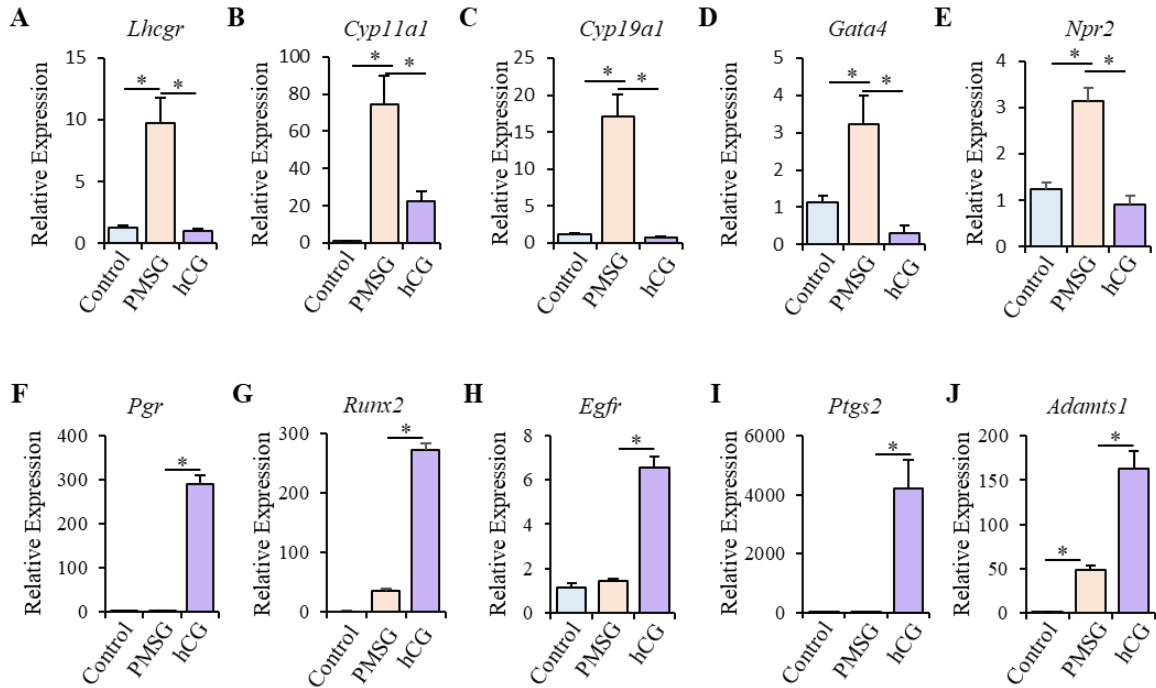 A
Lhcgr
Relative Expression
15
10
5
0
* *
Control
PMSG
hCG
B
Cyp11a1
Relative Expression
100
80
60
40
20
0
* *
Control
PMSG
hCG
C
Cyp19a1
Relative Expression
25
20
15
10
5
0
* *
Control
PMSG
hCG
D
Gata4
Relative Expression
5
4
3
2
1
0
* *
Control
PMSG
hCG
E
Npr2
Relative Expression
4
3
2
1
0
* *
Control
PMSG
hCG
F
Pgr
Relative Expression
400
300
200
100
0
*
Control
PMSG
hCG
G
Runx2
Relative Expression
300
200
100
0
*
Control
PMSG
hCG
H
Egfr
Relative Expression
8
6
4
2
0
*
Control
PMSG
hCG
I
Ptgs2
Relative Expression
6000
4000
2000
0
*
Control
PMSG
hCG
J
Adamts1
Relative Expression
200
150
100
50
0
*
*
Control
PMSG
hCG